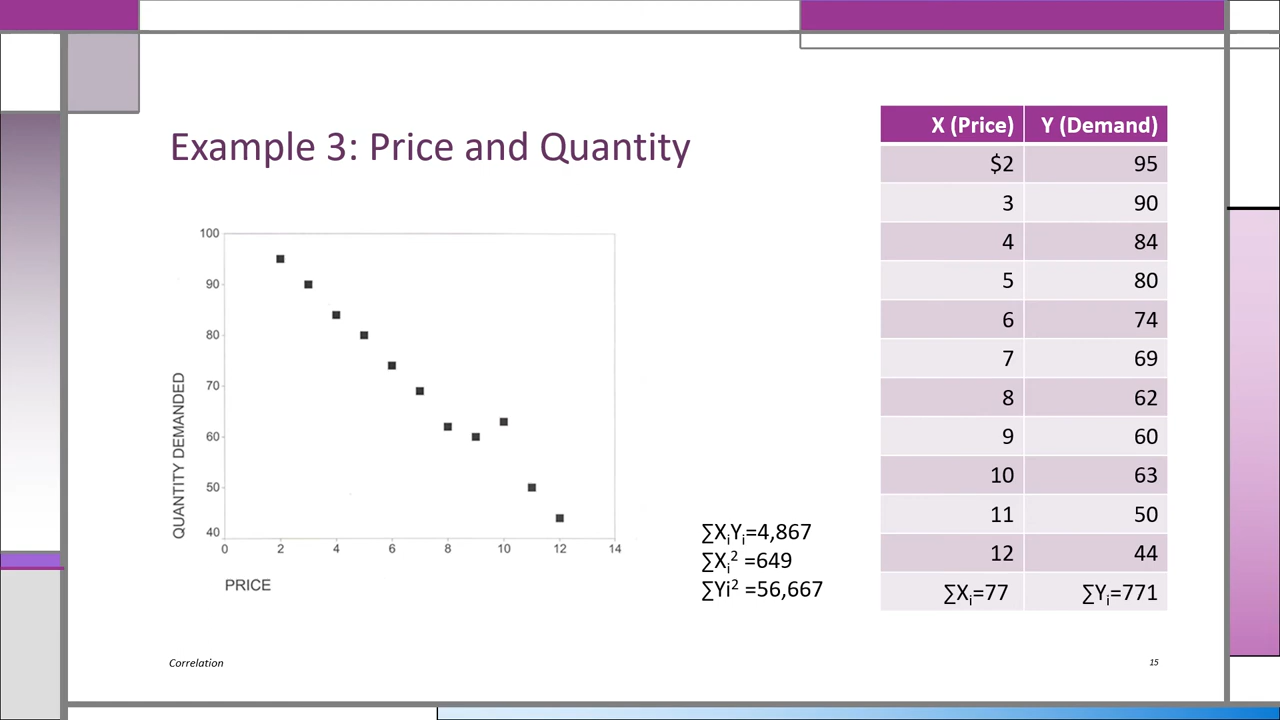 Example 3: Price and Quantity
100
90
80
70
60
50
40
0 2 4 6 8 10 12 14
QUANTITY DEMANDED
PRICE
∑XᵢYᵢ=4,867
∑Xᵢ² =649
∑Yi² =56,667
X (Price) Y (Demand)
$2 95
3 90
4 84
5 80
6 74
7 69
8 62
9 60
10 63
11 50
12 44
∑Xᵢ=77 ∑Yᵢ=771
Correlation
15